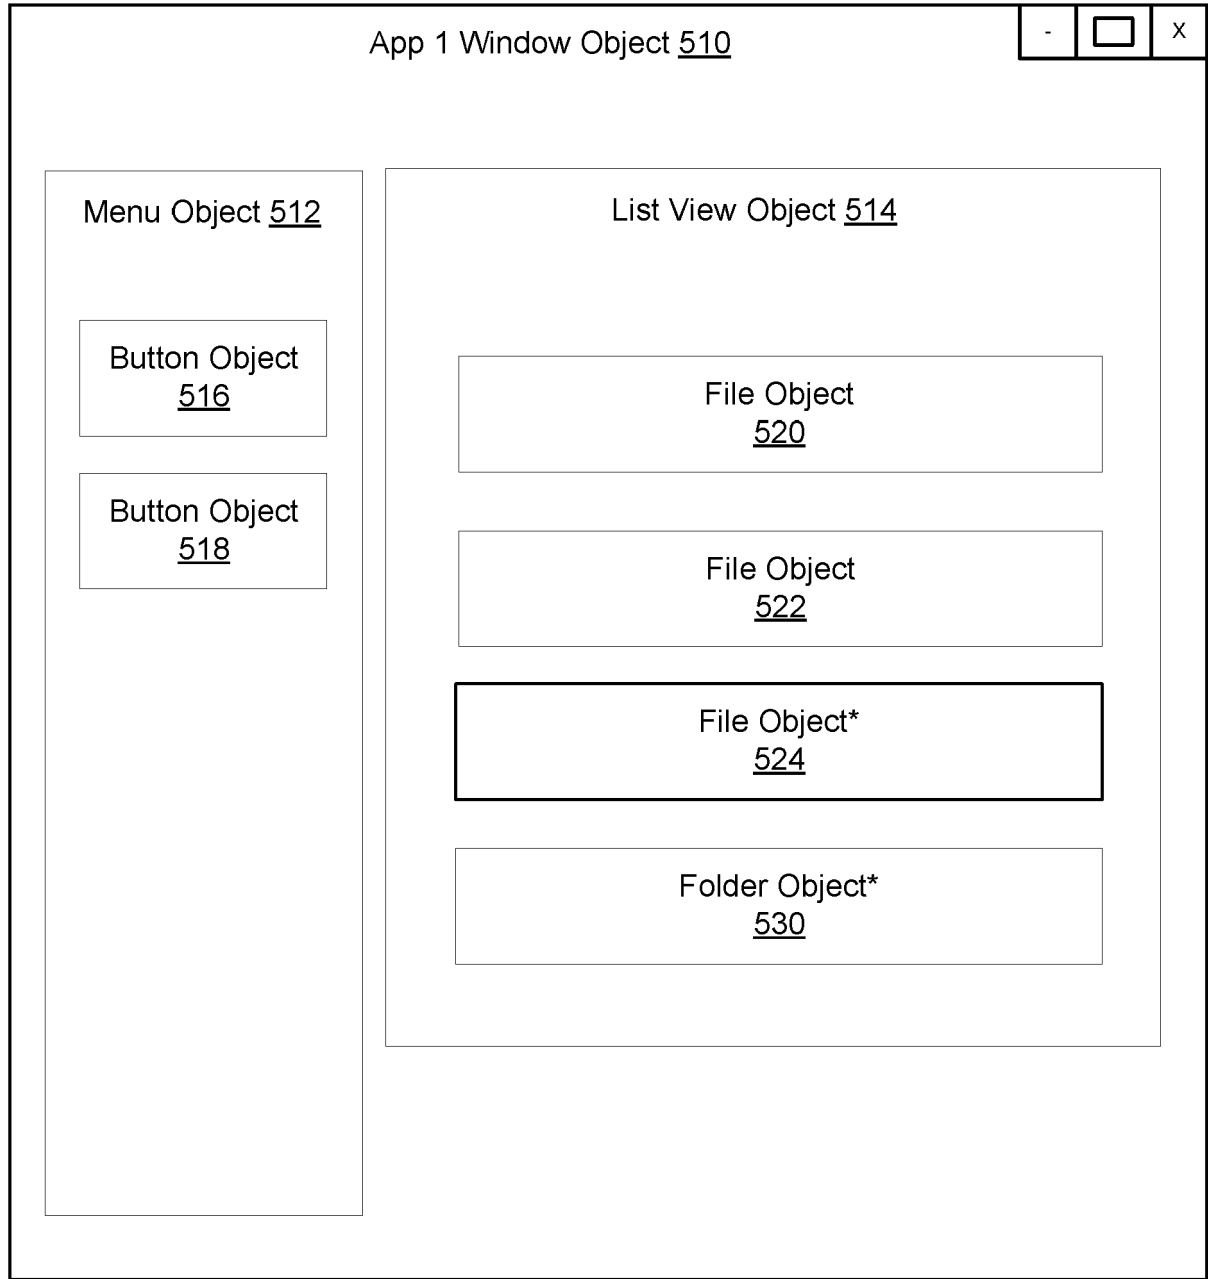 App 1 Window Object 510
-
X
Menu Object 512
List View Object 514
Button Object
516
Button Object
518
File Object
520
File Object
522
File Object*
524
Folder Object*
530